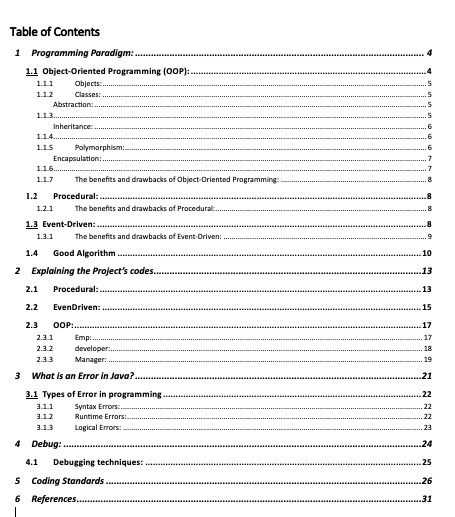 Table of Contents
1 Programming Paradigm: 4
1.1 Object-Oriented Programming (OOP): 4
1.1.1 Objects: 5
1.1.2 Classes: 5
Abstraction: 5
1.1.3 5
Inheritance: 6
1.1.4 6
1.1.5 Polymorphism: 6
Encapsulation: 7
1.1.6 7
1.1.7 The benefits and drawbacks of Object-Oriented Programming: 8
1.2 Procedural: 8
1.2.1 The benefits and drawbacks of Procedural: 8
1.3 Event-Driven: 8
1.3.1 The benefits and drawbacks of Event-Driven: 9
1.4 Good Algorithm 10
2 Explaining the Project's codes 13
2.1 Procedural: 13
2.2 EvenDriven: 15
2.3 OOP: 17
2.3.1 Emp: 17
2.3.2 developer: 18
2.3.3 Manager: 19
3 What is an Error in Java? 21
3.1 Types of Error in programming 22
3.1.1 Syntax Errors: 22
3.1.2 Runtime Errors: 22
3.1.3 Logical Errors: 23
4 Debug: 24
4.1 Debugging techniques: 25
5 Coding Standards 26
6 References 31